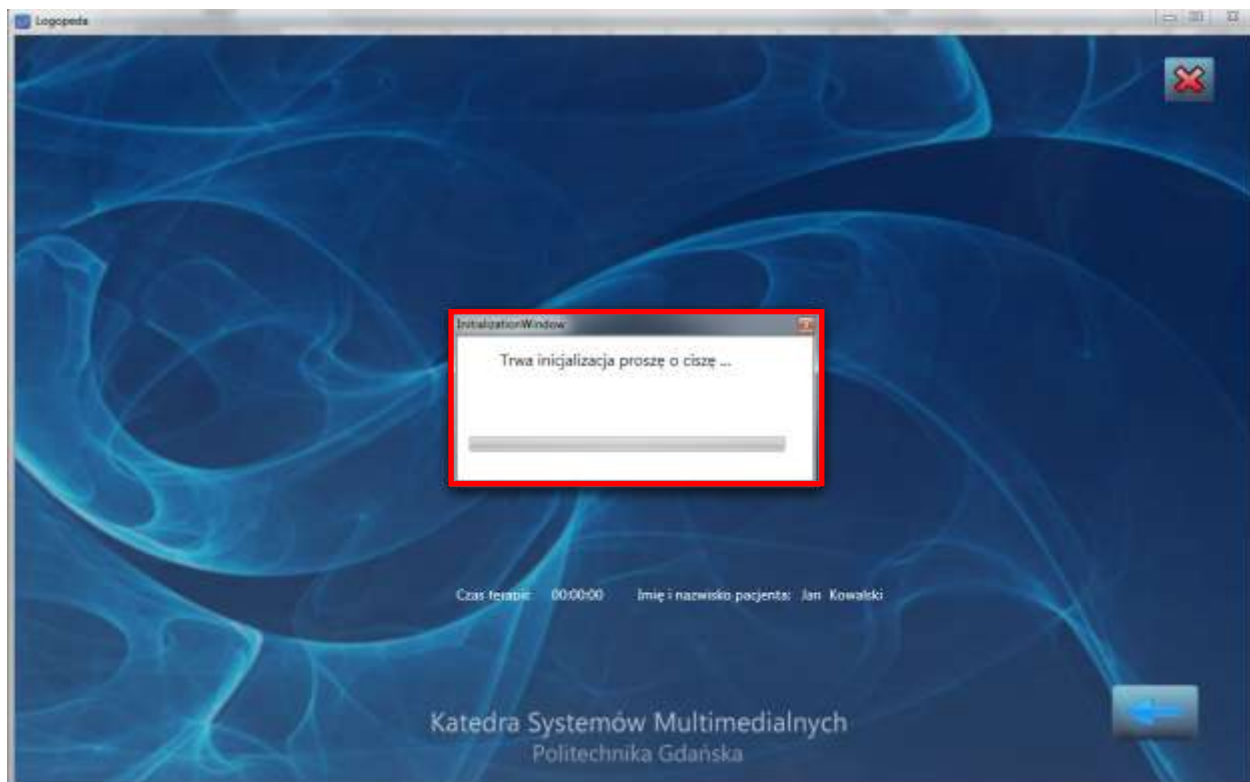 Logopeda
InitializationWindow
Trwa inicjalizacja proszę o ciszę ...
Czas terapii: 00:00:00 Imię i nazwisko pacjenta: Jan Kowalski
Katedra Systemów Multimedialnych
Politechnika Gdańska